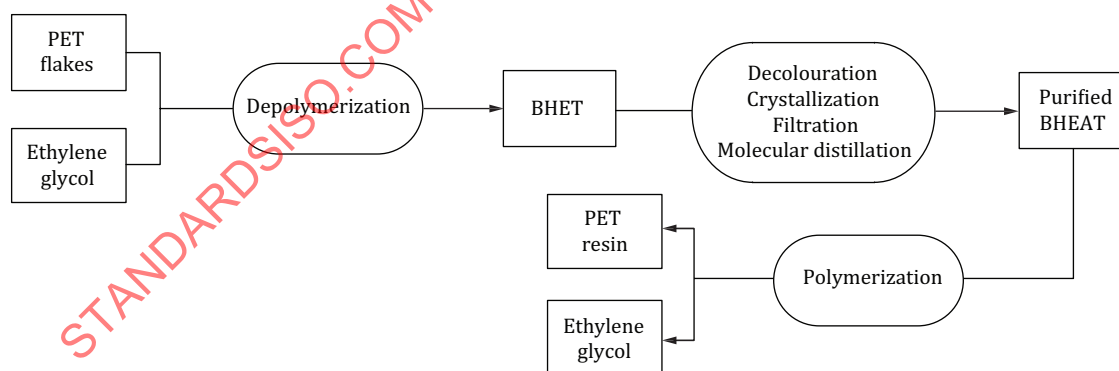 PET
flakes
Ethylene
glycol
Depolymerization
BHET
Decolouration
Crystallization
Filtration
Molecular distillation
Purified
BHEAT
PET
resin
Ethylene
glycol
Polymerization
STANDARDSISO.COM